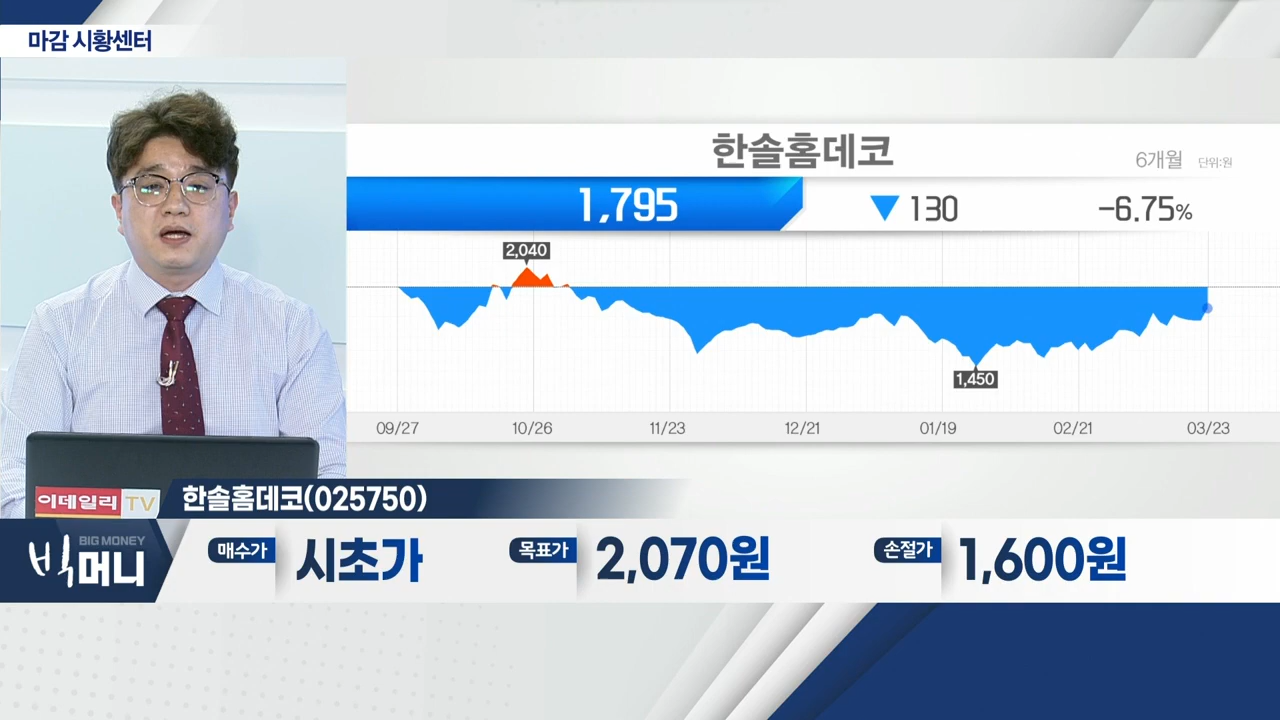 마감 시황센터
한솔홈데코
6개월 단위:원
1,795 ▼130 -6.75%
2,040
1,450
09/27 10/26 11/23 12/21 01/19 02/21 03/23
이데일리 TV
한솔홈데코(025750)
BIG MONEY
빅머니
매수가 시초가 목표가 2,070원 손절가 1,600원